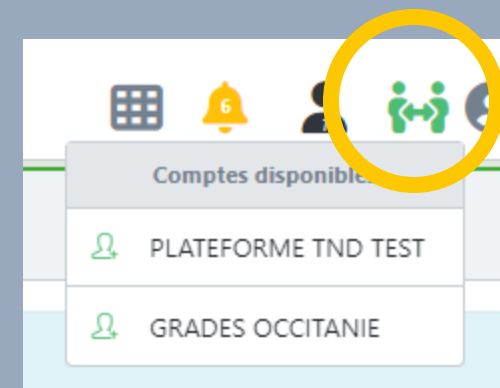 6
Comptes disponibles
PLATEFORME TND TEST
GRADES OCCITANIE